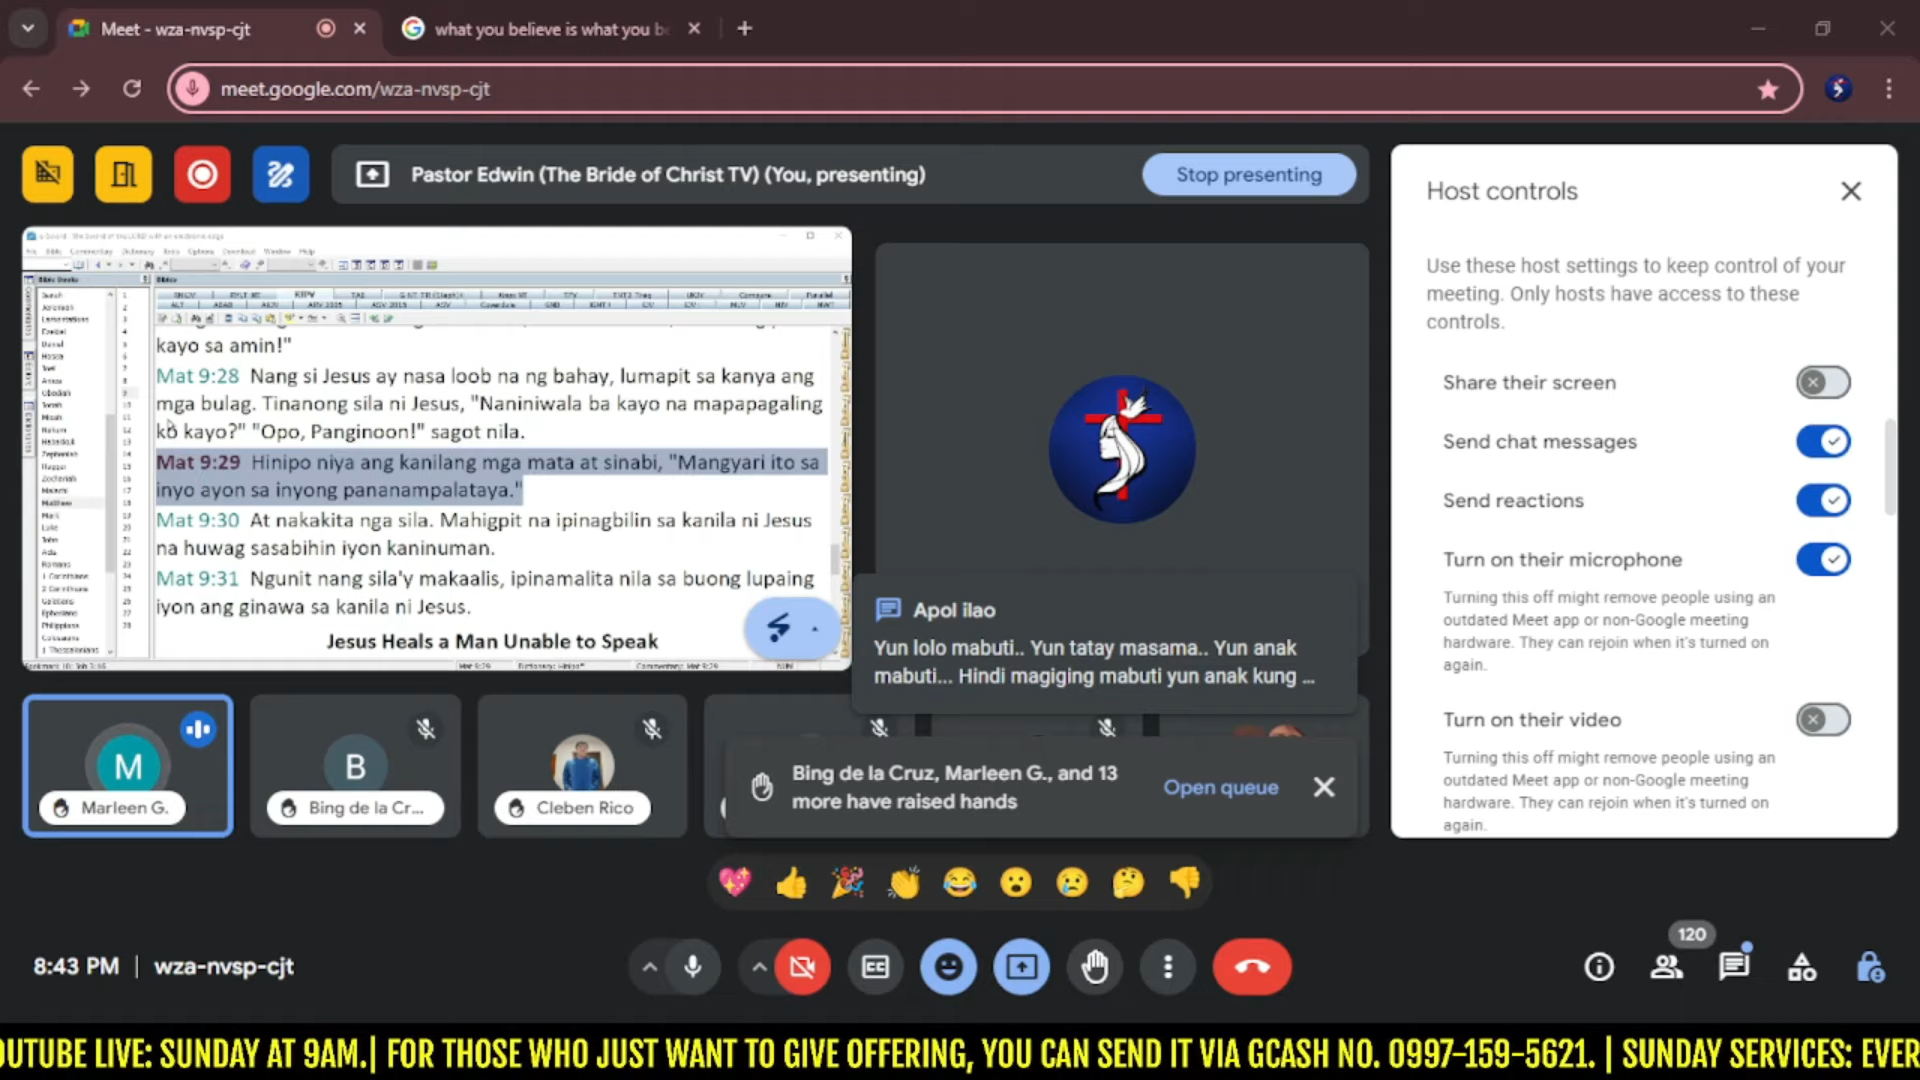 Meet - wza-nvsp-cjt
what you believe is what you be
meet.google.com/wza-nvsp-cjt
Pastor Edwin (The Bride of Christ TV) (You, presenting)
Stop presenting
kayo sa amin!"
Mat 9:28 Nang si Jesus ay nasa loob na ng bahay, lumapit sa kanya ang
mga bulag. Tinanong sila ni Jesus, "Naniniwala ba kayo na mapapagaling
ko kayo?" "Opo, Panginoon!" sagot nila.
Mat 9:29 Hinipo niya ang kanilang mga mata at sinabi, "Mangyari ito sa
inyo ayon sa inyong pananampalataya."
Mat 9:30 At nakakita nga sila. Mahigpit na ipinagbilin sa kanila ni Jesus
na huwag sasabihin iyon kaninuman.
Mat 9:31 Ngunit nang sila'y makaalis, ipinamalita nila sa buong lupaing
iyon ang ginawa sa kanila ni Jesus.
Jesus Heals a Man Unable to Speak
Apol ilao
Yun lolo mabuti.. Yun tatay masama.. Yun anak
mabuti... Hindi magiging mabuti yun anak kung ...
M
Marleen G.
B
Bing de la Cr...
Cleben Rico
Bing de la Cruz, Marleen G., and 13
more have raised hands
Open queue
Host controls
Use these host settings to keep control of your
meeting. Only hosts have access to these
controls.
Share their screen
Send chat messages
Send reactions
Turn on their microphone
Turning this off might remove people using an
outdated Meet app or non-Google meeting
hardware. They can rejoin when it's turned on
again.
Turn on their video
Turning this off might remove people using an
outdated Meet app or non-Google meeting
hardware. They can rejoin when it's turned on
again.
8:43 PM | wza-nvsp-cjt
120
OUTUBE LIVE: SUNDAY AT 9AM.| FOR THOSE WHO JUST WANT TO GIVE OFFERING, YOU CAN SEND IT VIA GCASH NO. 0997-159-5621. | SUNDAY SERVICES: EVER